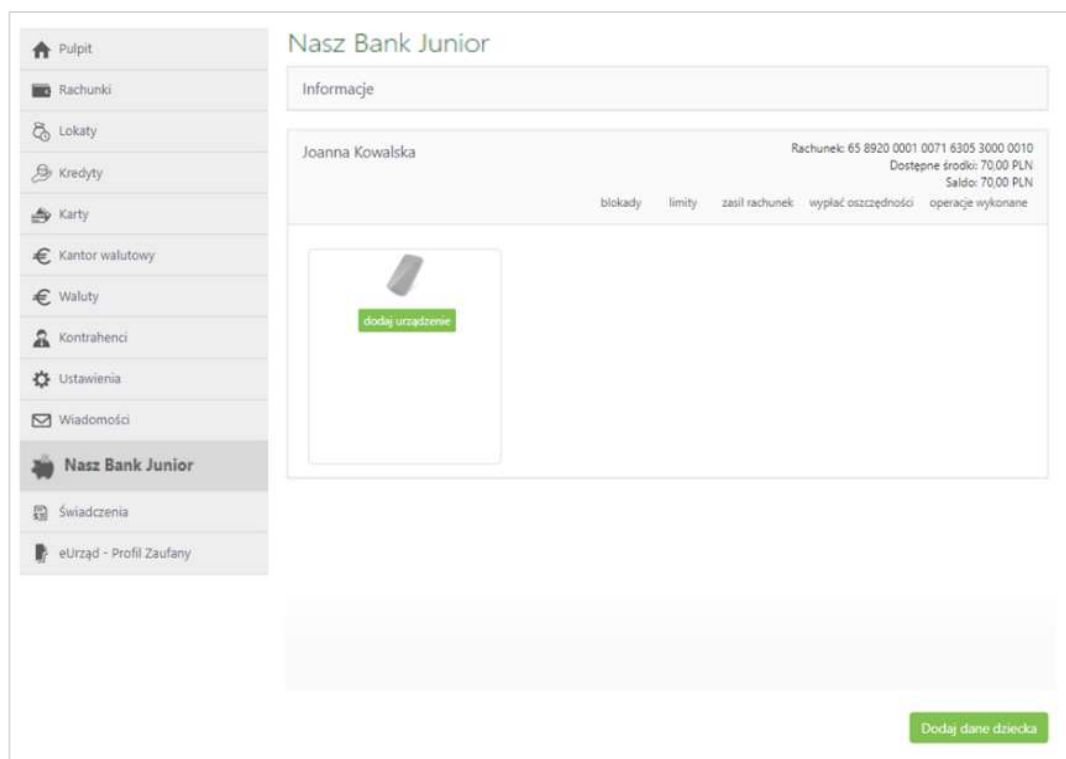 Pulpit
Rachunki
Lokaty
Kredyty
Karty
Kantor walutowy
Waluty
Kontrahenci
Ustawienia
Wiadomości
Nasz Bank Junior
Świadczenia
eUrząd - Profil Zaufany
Nasz Bank Junior
Informacje
Joanna Kowalska
Rachunek: 65 8920 0001 0071 6305 3000 0010
Dostępne środki: 70,00 PLN
Saldo: 70,00 PLN
blokady limity zasil rachunek wypłać oszczędności operacje wykonane
dodaj urządzenie
Dodaj dane dziecka